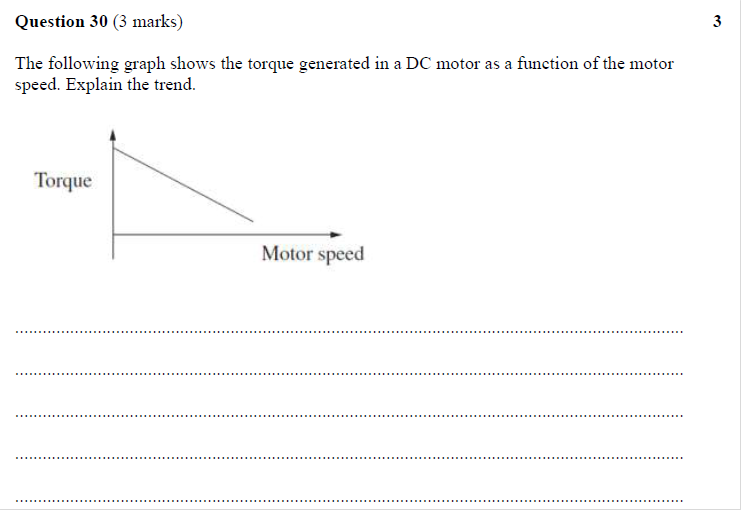 Question 30 (3 marks) 3
The following graph shows the torque generated in a DC motor as a function of the motor
speed. Explain the trend.
Torque
Motor speed